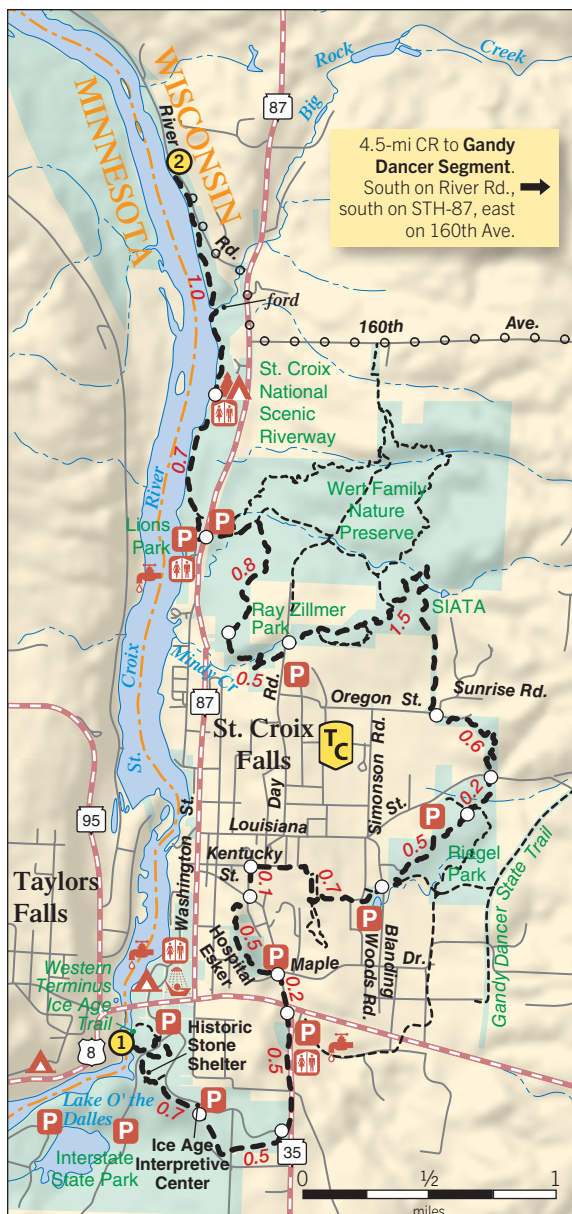 Rock
Creek
Big
87
WISCONSIN
MINNESOTA
River
2
Rd.
4.5-mi CR to Gandy
Dancer Segment.
South on River Rd.,
south on STH-87, east
on 160th Ave.
1.0
ford
160th
Ave.
St. Croix
National
Scenic
Riverway
0.7
River
Wert Family
Nature
Preserve
P
P
Lions
Park
0.8
Ray Zillmer
Park
1.5
SIATA
Croix
Mindy Cr
0.5
Rd.
P
Oregon St.
Sunrise Rd.
87
St. Croix
Falls
TC
Simonson Rd.
0.6
St.
95
Day
0.2
St.
Louisiana
P
0.5
Washington St.
Kentucky
St.
0.1
0.7
Riegel
Park
Gandy Dancer State Trail
Taylors
Falls
P
Hospital
Esker
0.5
P
Maple
Dr.
Blanding
Woods Rd.
0.2
Western
Terminus
Ice Age
Trail
P
Historic
Stone
Shelter
P
8
1
0.5
Lake O' the
Dalles
0.7
P
P
P
Ice Age
Interpretive
Center
Interstate
State Park
0.5
35
0
½
1
miles